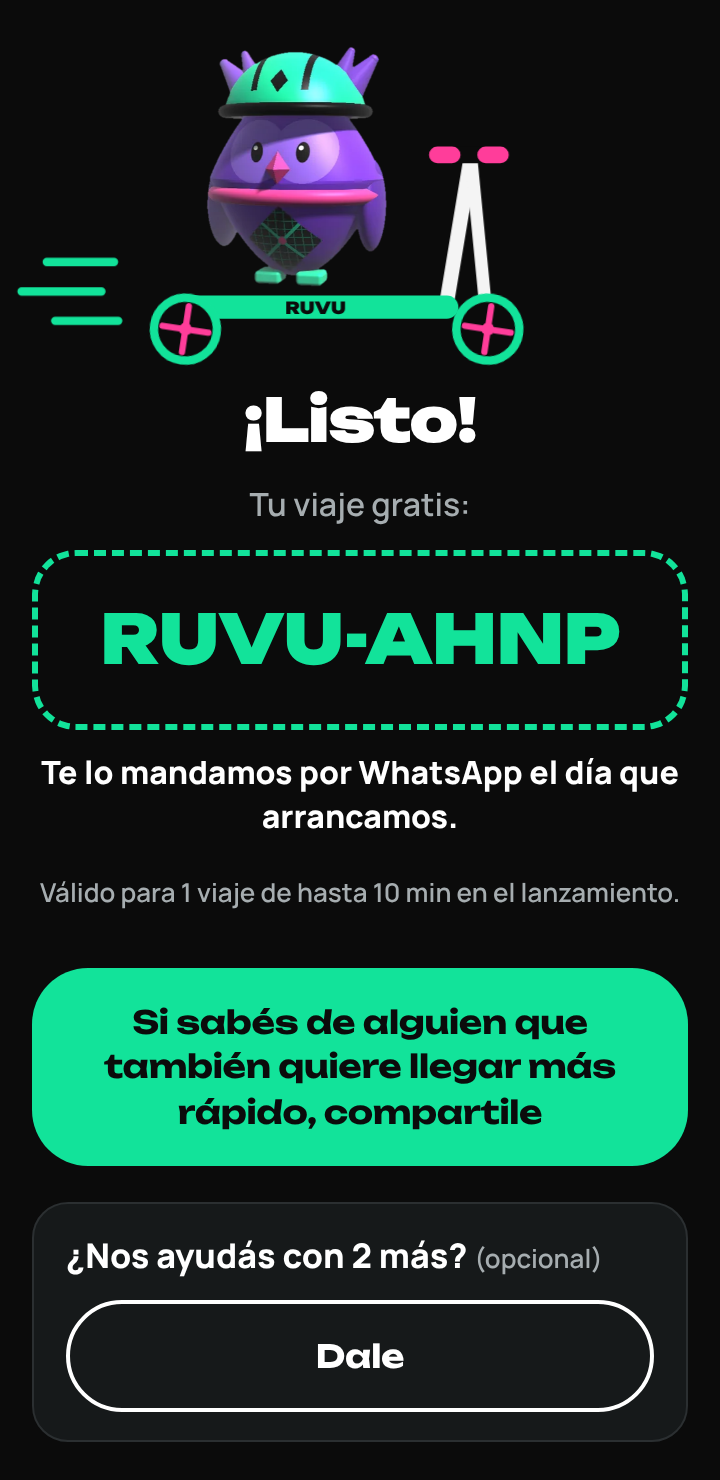 RUVU
¡Listo!
Tu viaje gratis:
RUVU-AHNP
Te lo mandamos por WhatsApp el día que
arrancamos.
Válido para 1 viaje de hasta 10 min en el lanzamiento.
Si sabés de alguien que
también quiere llegar más
rápido, compartile
¿Nos ayudás con 2 más? (opcional)
Dale